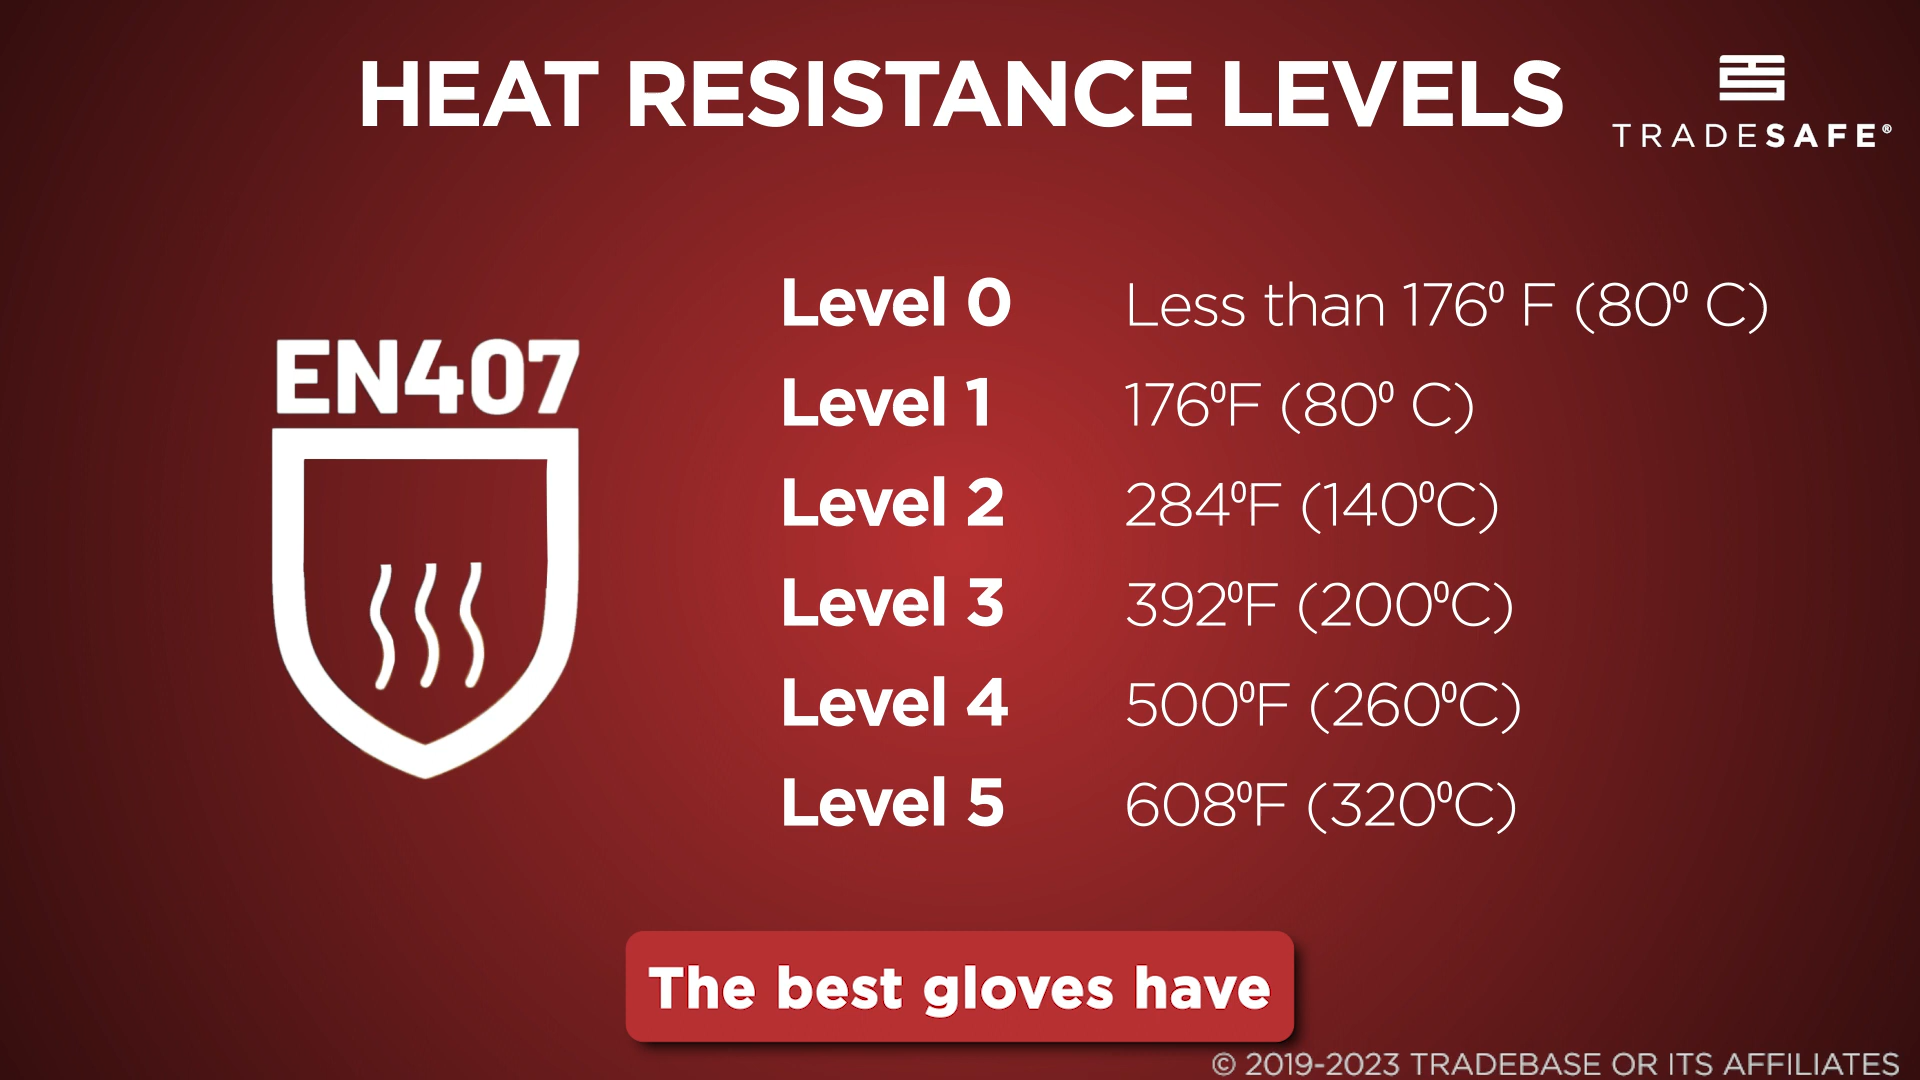 HEAT RESISTANCE LEVELS
TRADESAFE®
EN407
Level 0 Less than 176⁰ F (80⁰ C)
Level 1 176⁰F (80⁰ C)
Level 2 284⁰F (140⁰C)
Level 3 392⁰F (200⁰C)
Level 4 500⁰F (260⁰C)
Level 5 608⁰F (320⁰C)
The best gloves have
© 2019-2023 TRADEBASE OR ITS AFFILIATES